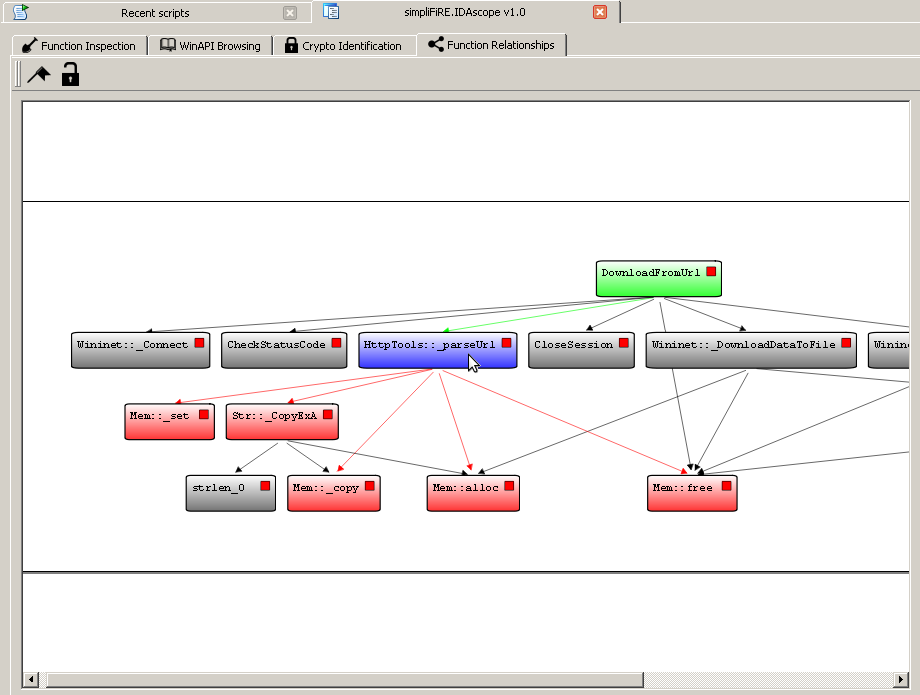 Recent scripts
simpliFiRE.IDAscope v1.0
Function Inspection
WinAPI Browsing
Crypto Identification
Function Relationships
DownloadFromUrl
Wininet::_Connect
CheckStatusCode
HttpTools::_parseUrl
CloseSession
Wininet::_DownloadDataToFile
Winin
Mem::_set
Str::_CopyExA
strlen_0
Mem::_copy
Mem::alloc
Mem::free